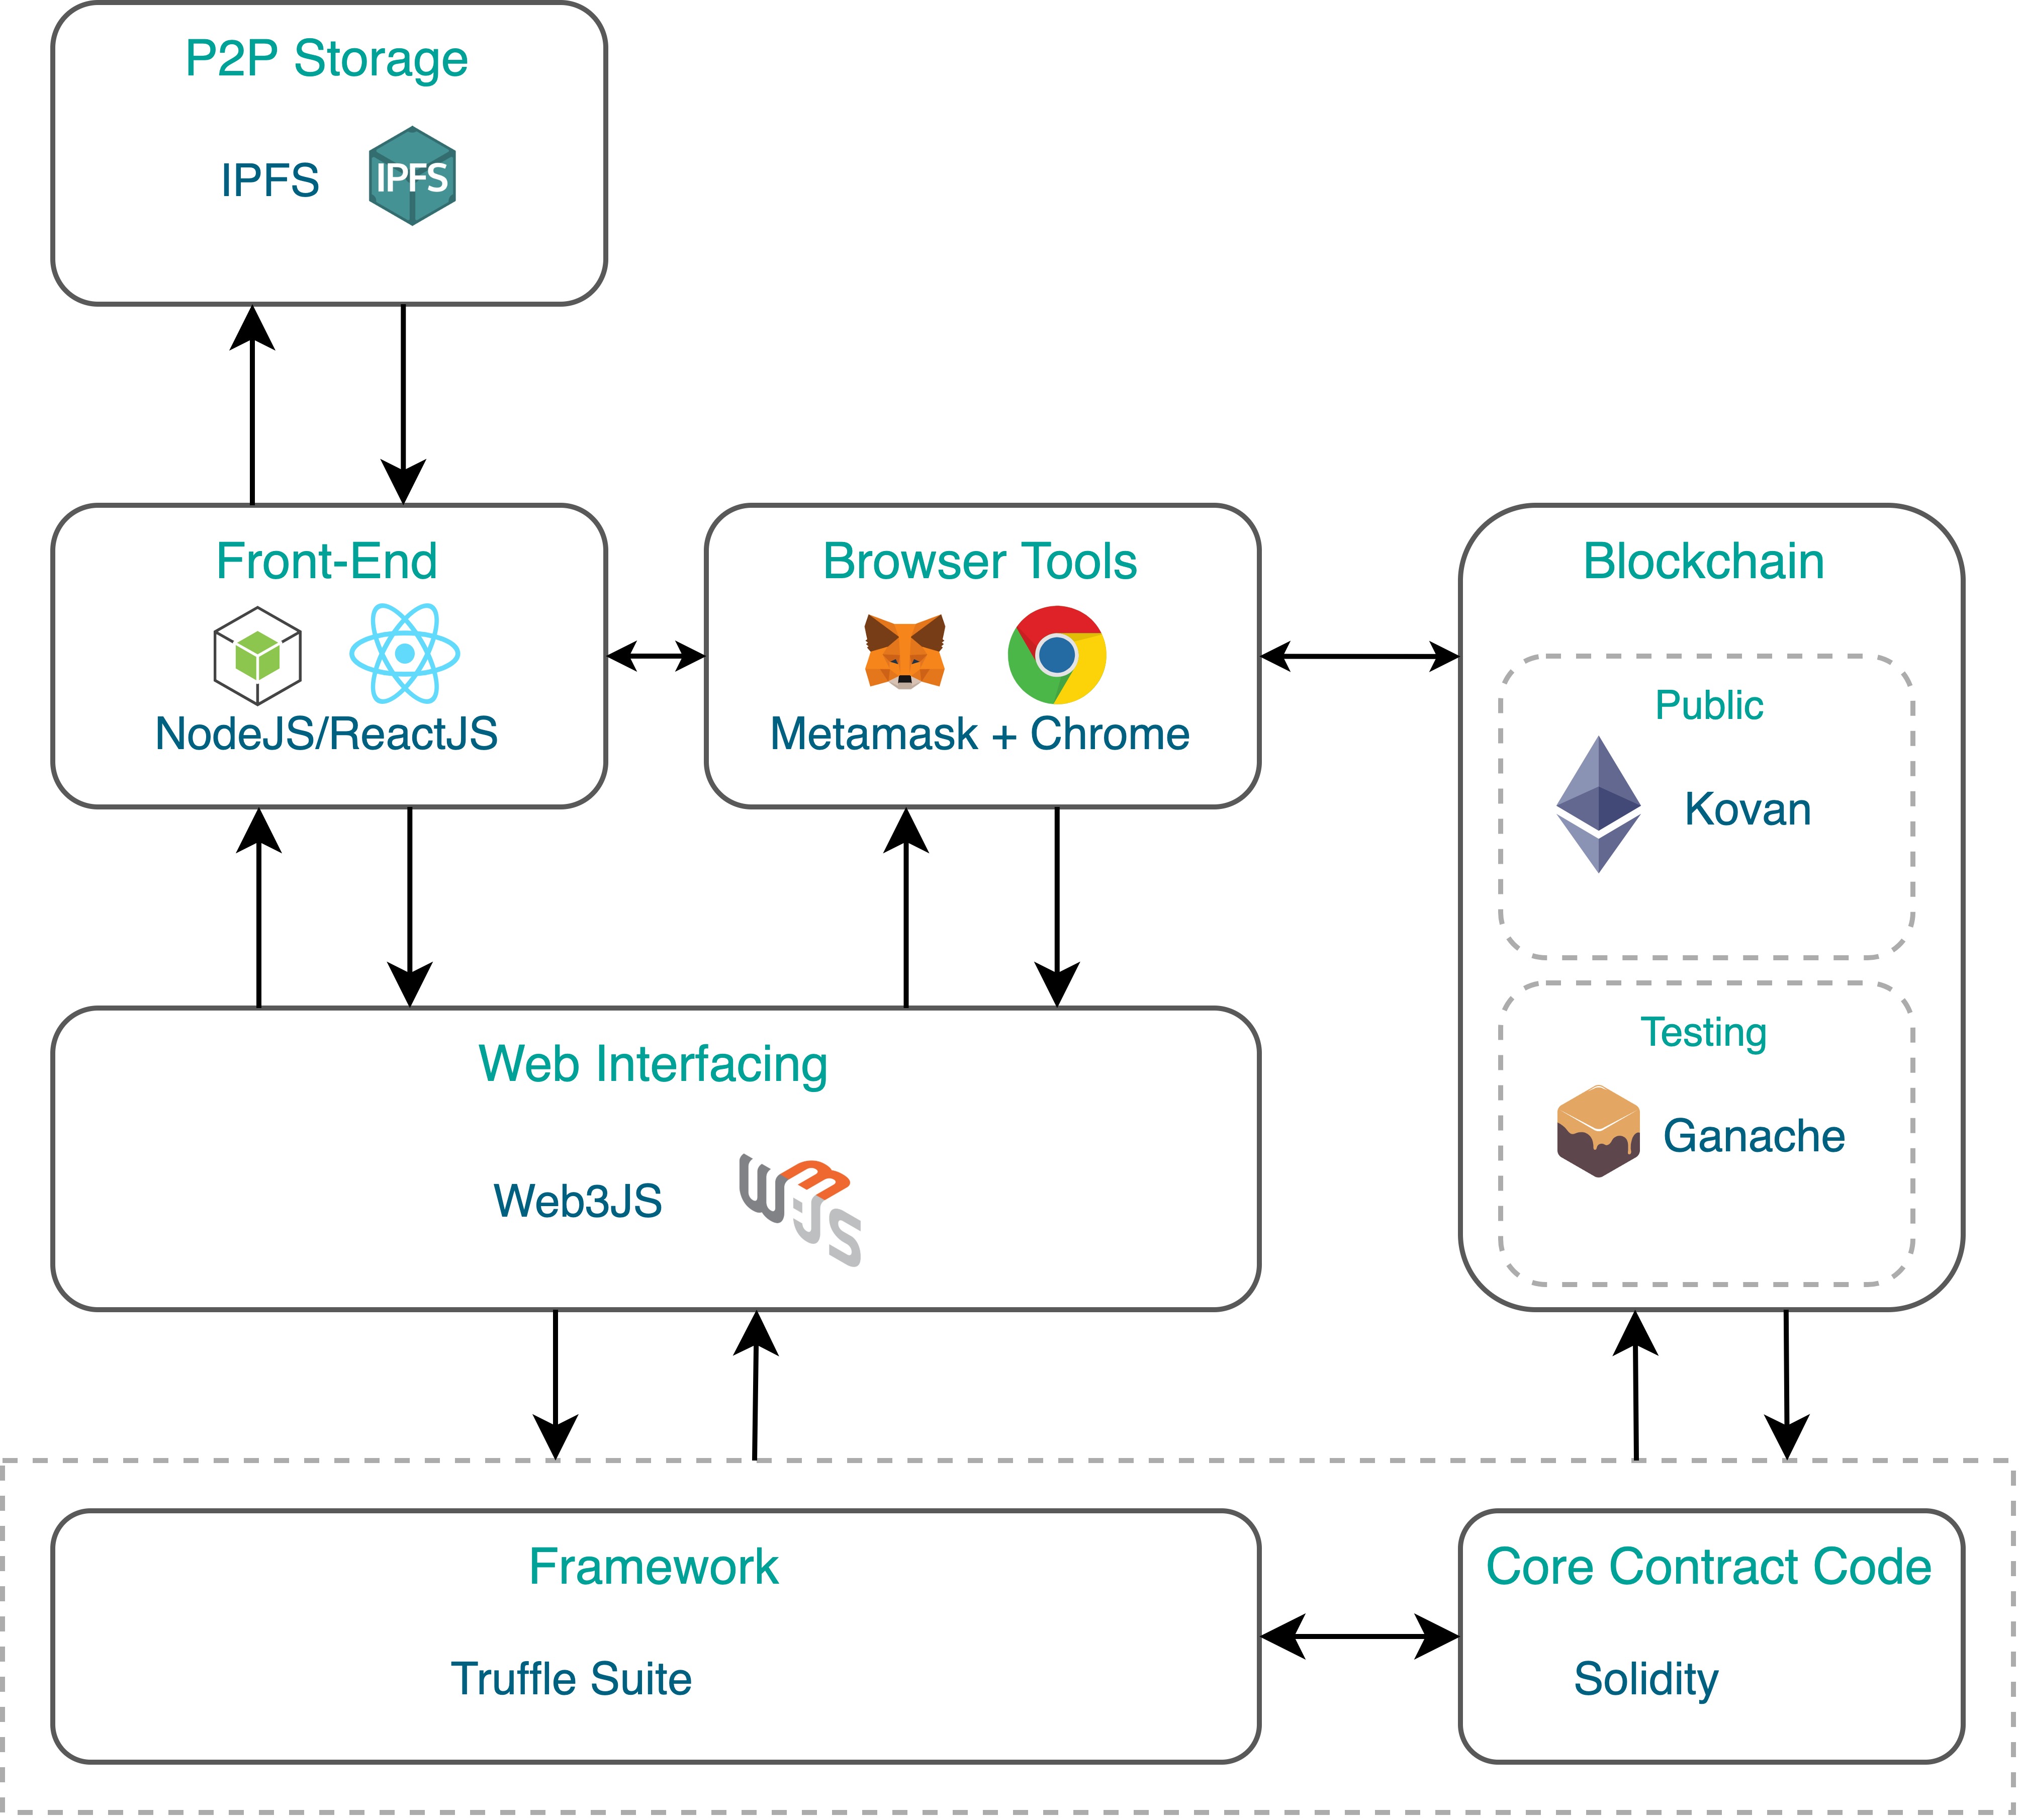 P2P Storage
IPFS
IPFS
Front-End
NodeJS/ReactJS
Browser Tools
Metamask + Chrome
Blockchain
Public
Kovan
Testing
Ganache
Web Interfacing
Web3JS
JS
Framework
Truffle Suite
Core Contract Code
Solidity